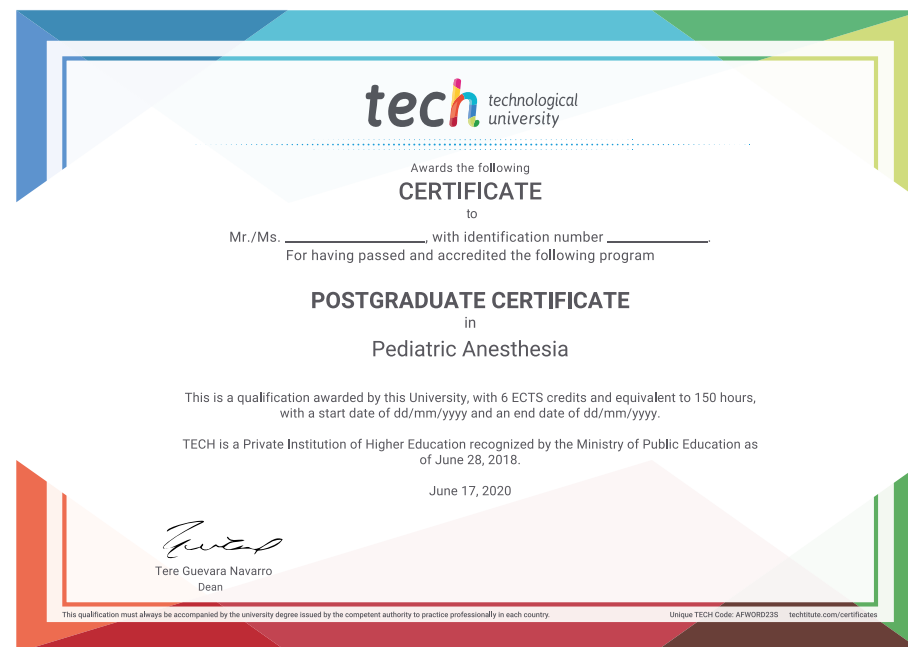 tech technological
university
Awards the following
CERTIFICATE
to
Mr./Ms. ____________________, with identification number ______________.
For having passed and accredited the following program
POSTGRADUATE CERTIFICATE
in
Pediatric Anesthesia
This is a qualification awarded by this University, with 6 ECTS credits and equivalent to 150 hours,
with a start date of dd/mm/yyyy and an end date of dd/mm/yyyy.
TECH is a Private Institution of Higher Education recognized by the Ministry of Public Education as
of June 28, 2018.
June 17, 2020
Tere Guevara Navarro
Dean
This qualification must always be accompanied by the university degree issued by the competent authority to practice professionally in each country. Unique TECH Code: AFWORD23S techtitute.com/certificates